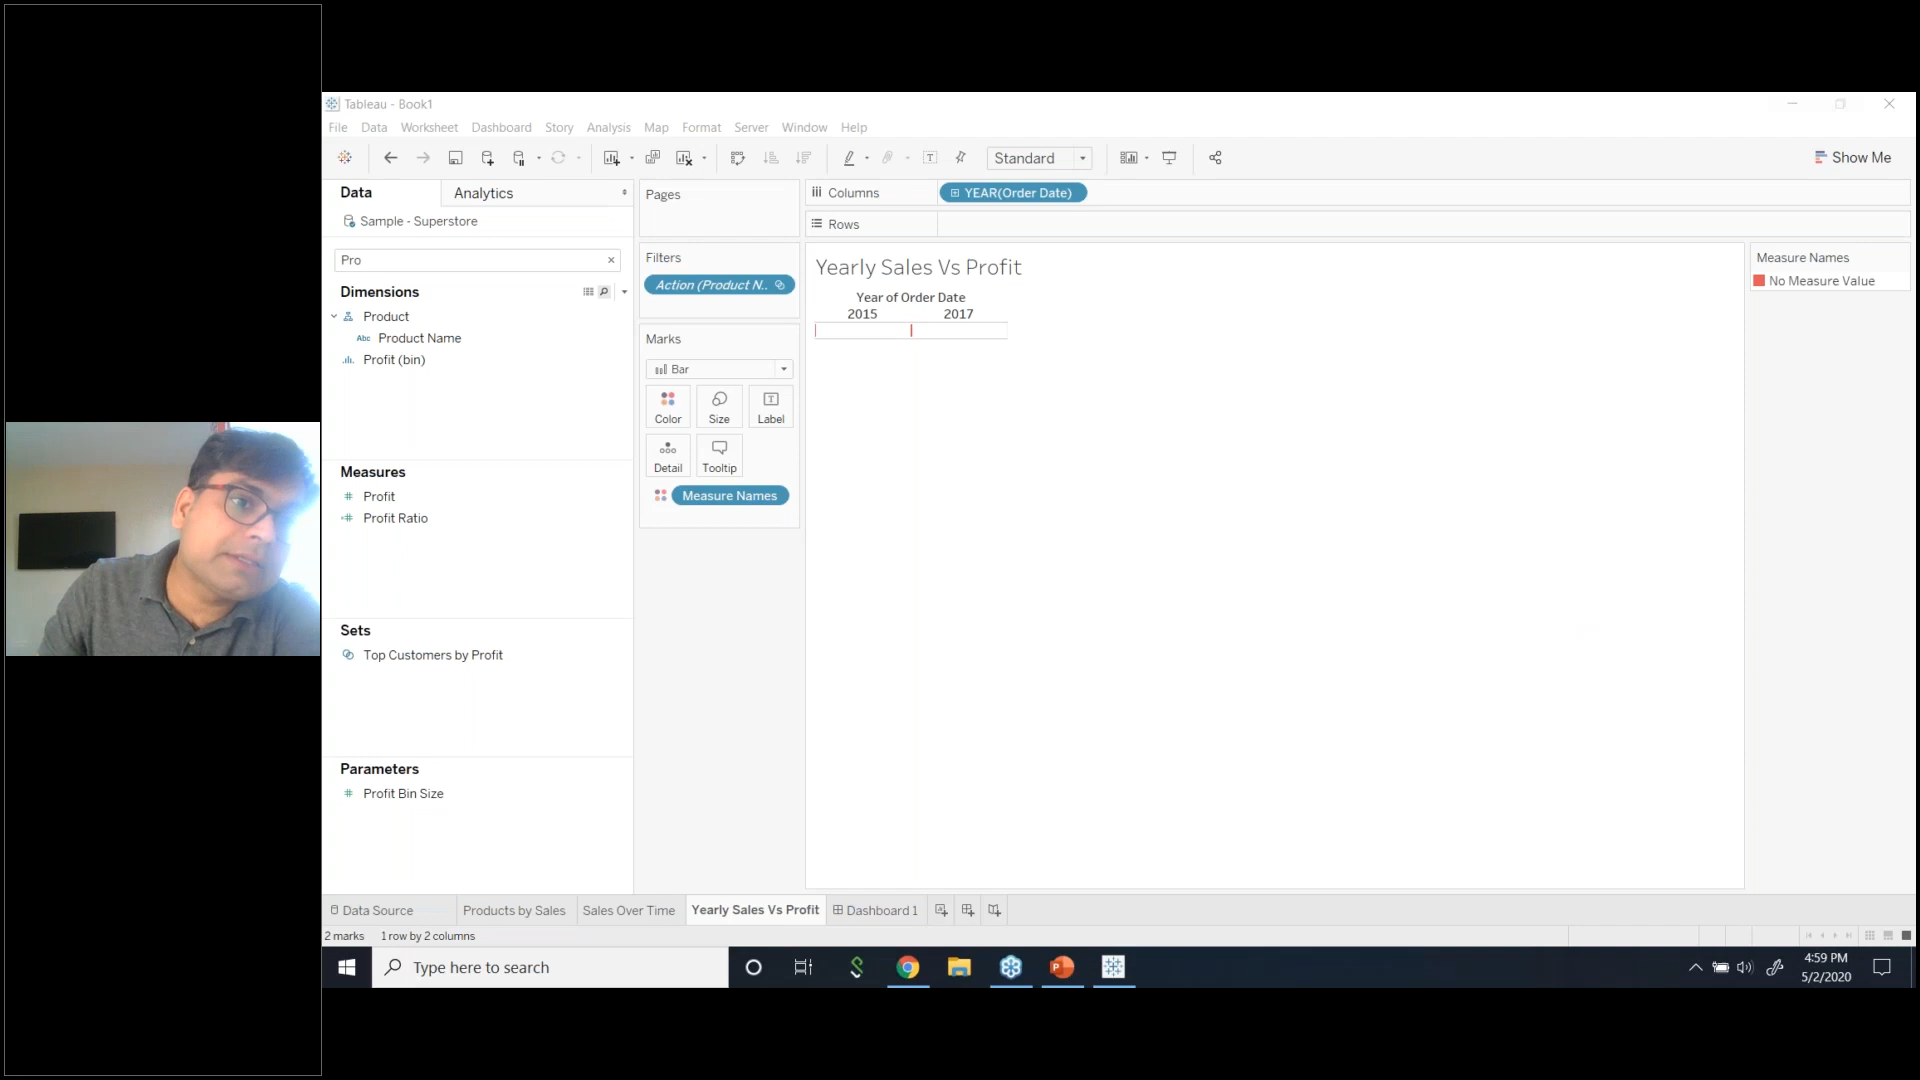 Tableau - Book1
File Data Worksheet Dashboard Story Analysis Map Format Server Window Help
Standard
Show Me
Data Analytics
Sample - Superstore
Pro
Dimensions
Product
Abc Product Name
Profit (bin)
Measures
Profit
Profit Ratio
Sets
Top Customers by Profit
Parameters
Profit Bin Size
Pages
Filters
Action (Product N..
Marks
Bar
Color Size Label
Detail Tooltip
Measure Names
Columns YEAR(Order Date)
Rows
Yearly Sales Vs Profit
Year of Order Date
2015 2017
Measure Names
No Measure Value
Data Source Products by Sales Sales Over Time Yearly Sales Vs Profit Dashboard 1
2 marks 1 row by 2 columns
Type here to search
4:59 PM
5/2/2020